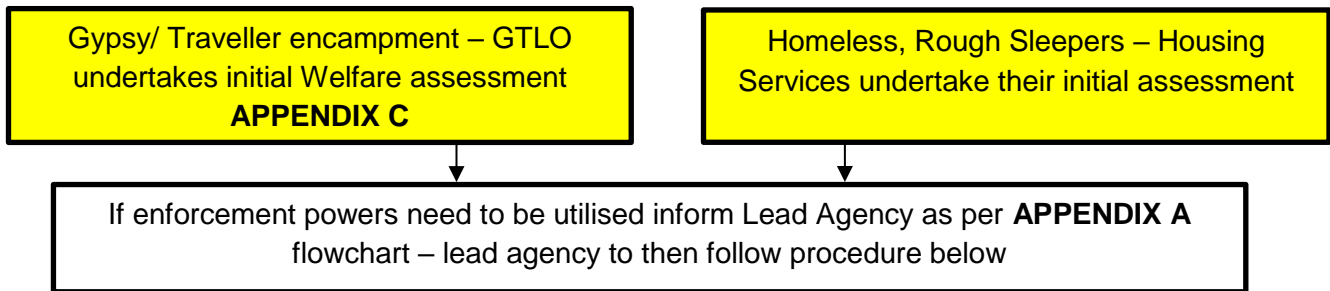 Gypsy/ Traveller encampment – GTLO
undertakes initial Welfare assessment
APPENDIX C
Homeless, Rough Sleepers – Housing
Services undertake their initial assessment
If enforcement powers need to be utilised inform Lead Agency as per APPENDIX A
flowchart – lead agency to then follow procedure below